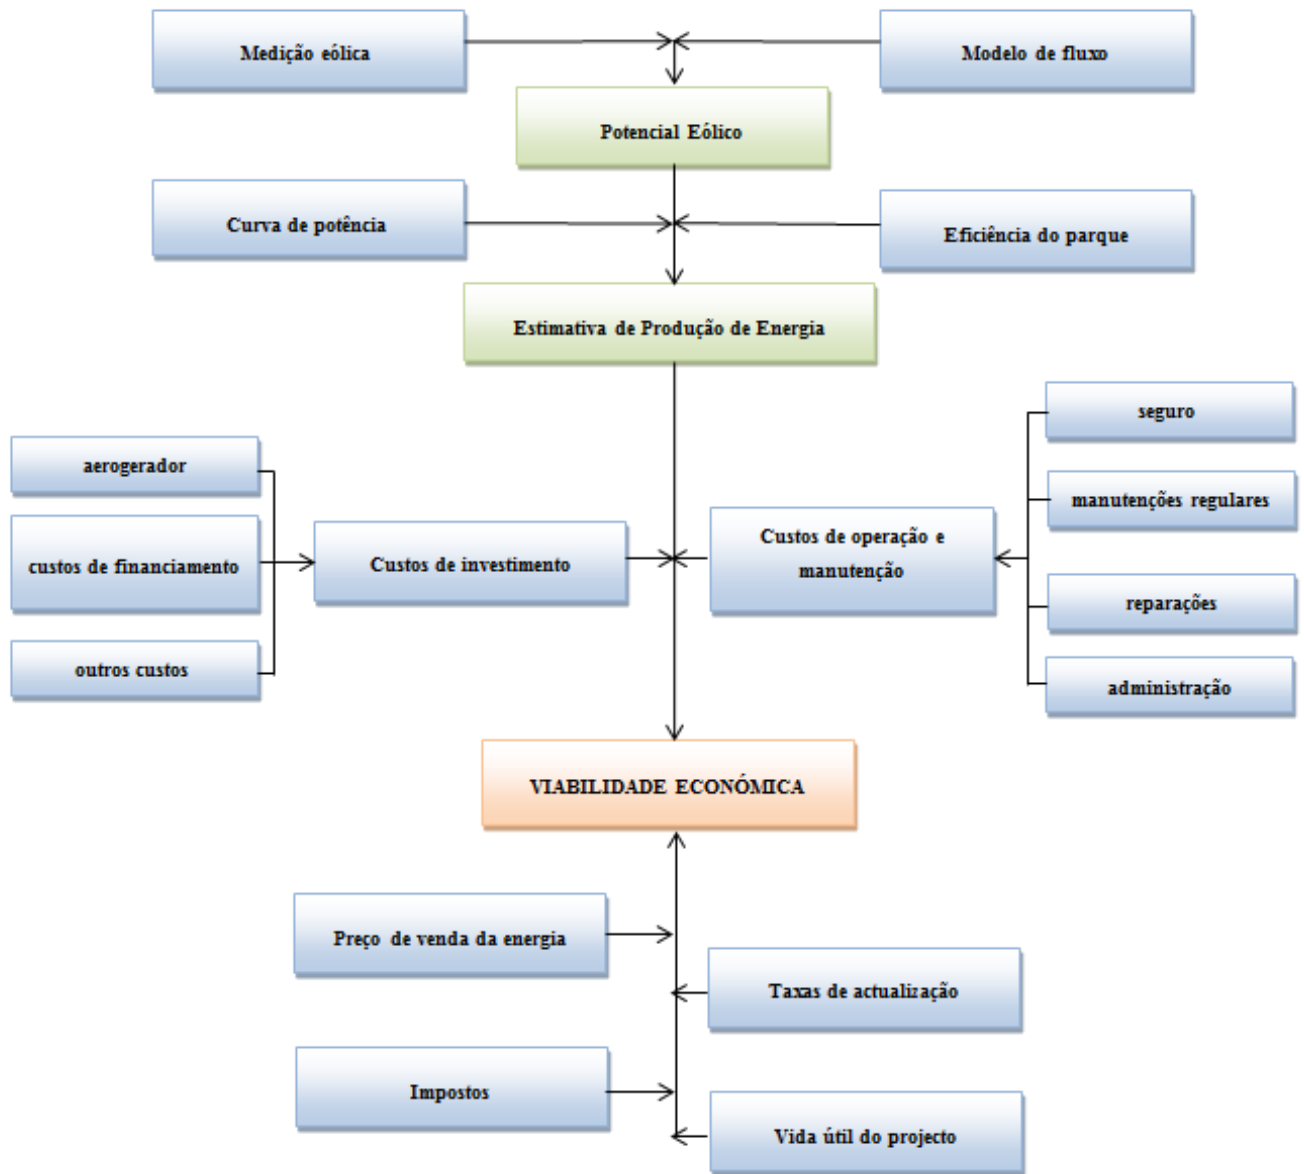 Medição eólica
Modelo de fluxo
Potencial Eólico
Curva de potência
Eficiência do parque
Estimativa de Produção de Energia
seguro
aerogerador
manutenções regulares
custos de financiamento
Custos de investimento
Custos de operação e
manutenção
reparações
outros custos
administração
VIABILIDADE ECONÓMICA
Preço de venda da energia
Taxas de actualização
Impostos
Vida útil do projecto